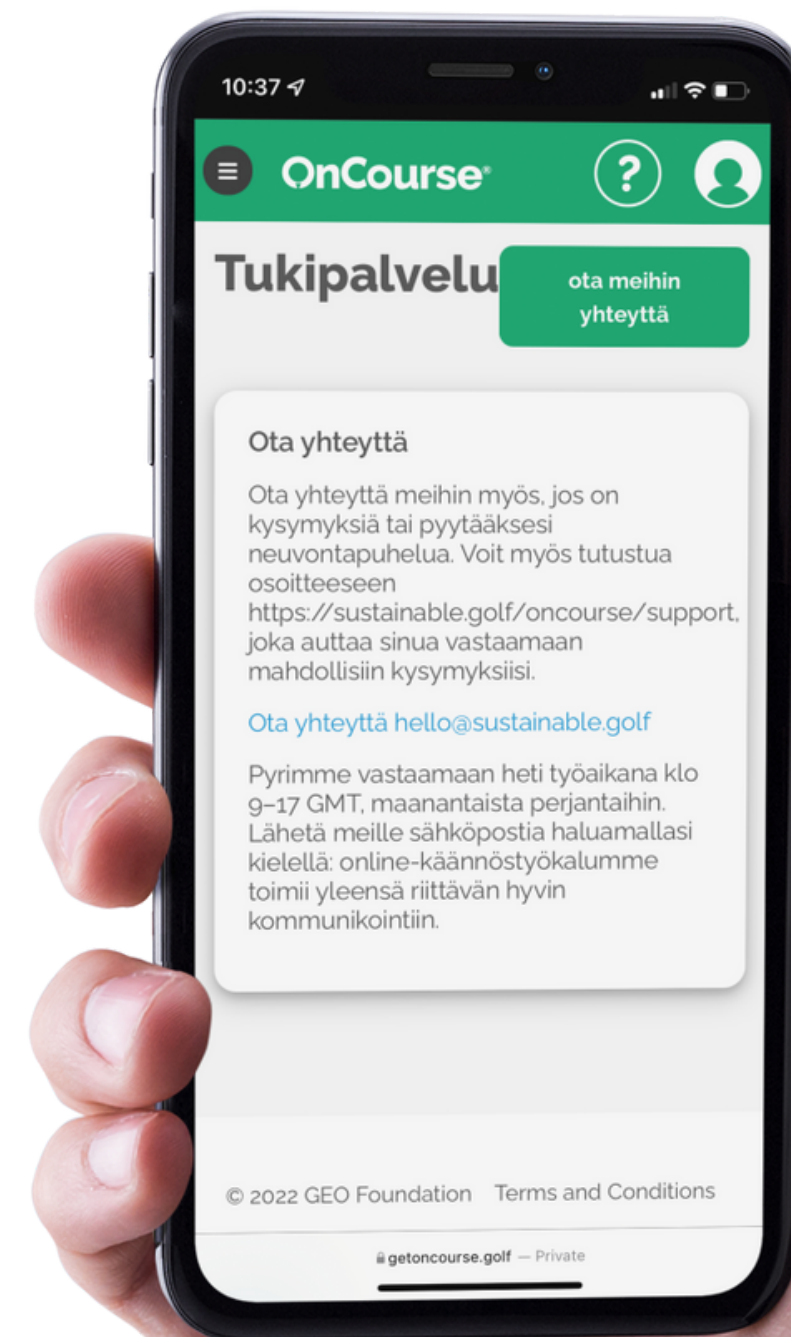 10:37
OnCourse®
?
Tukipalvelu
ota meihin
yhteyttä
Ota yhteyttä
Ota yhteyttä meihin myös, jos on
kysymyksiä tai pyytääksesi
neuvontapuhelua. Voit myös tutustua
osoitteeseen
https://sustainable.golf/oncourse/support,
joka auttaa sinua vastaamaan
mahdollisiin kysymyksiisi.
Ota yhteyttä hello@sustainable.golf
Pyrimme vastaamaan heti työaikana klo
9–17 GMT, maanantaista perjantaihin.
Lähetä meille sähköpostia haluamallasi
kielellä: online-käännöstyökalumme
toimii yleensä riittävän hyvin
kommunikointiin.
© 2022 GEO Foundation Terms and Conditions
getoncourse.golf — Private